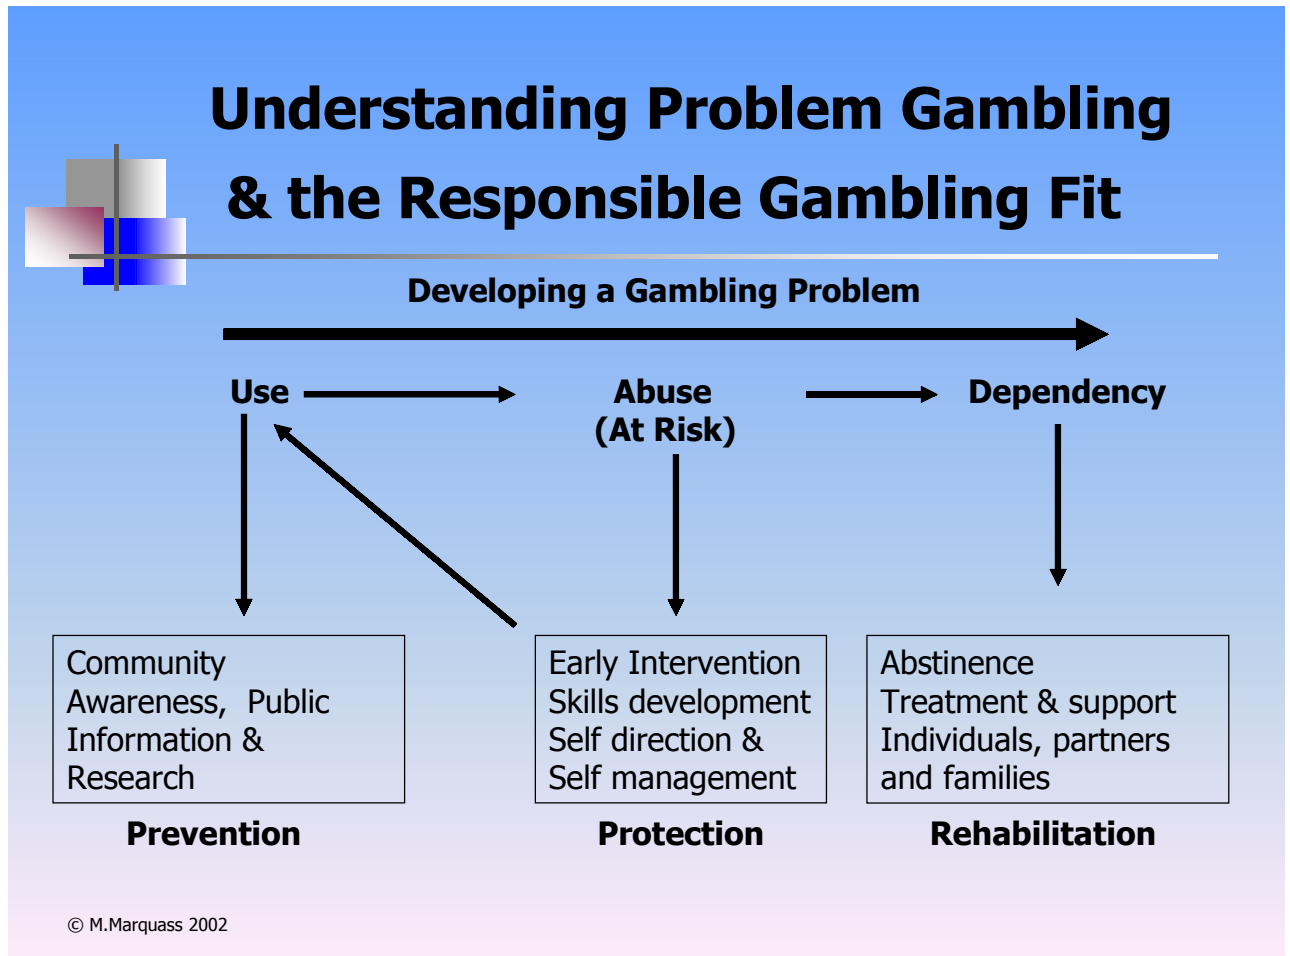 Understanding Problem Gambling
& the Responsible Gambling Fit
Developing a Gambling Problem
Use
Abuse
(At Risk)
Dependency
Community
Awareness, Public
Information &
Research
Prevention
Early Intervention
Skills development
Self direction &
Self management
Protection
Abstinence
Treatment & support
Individuals, partners
and families
Rehabilitation
© M.Marquass 2002